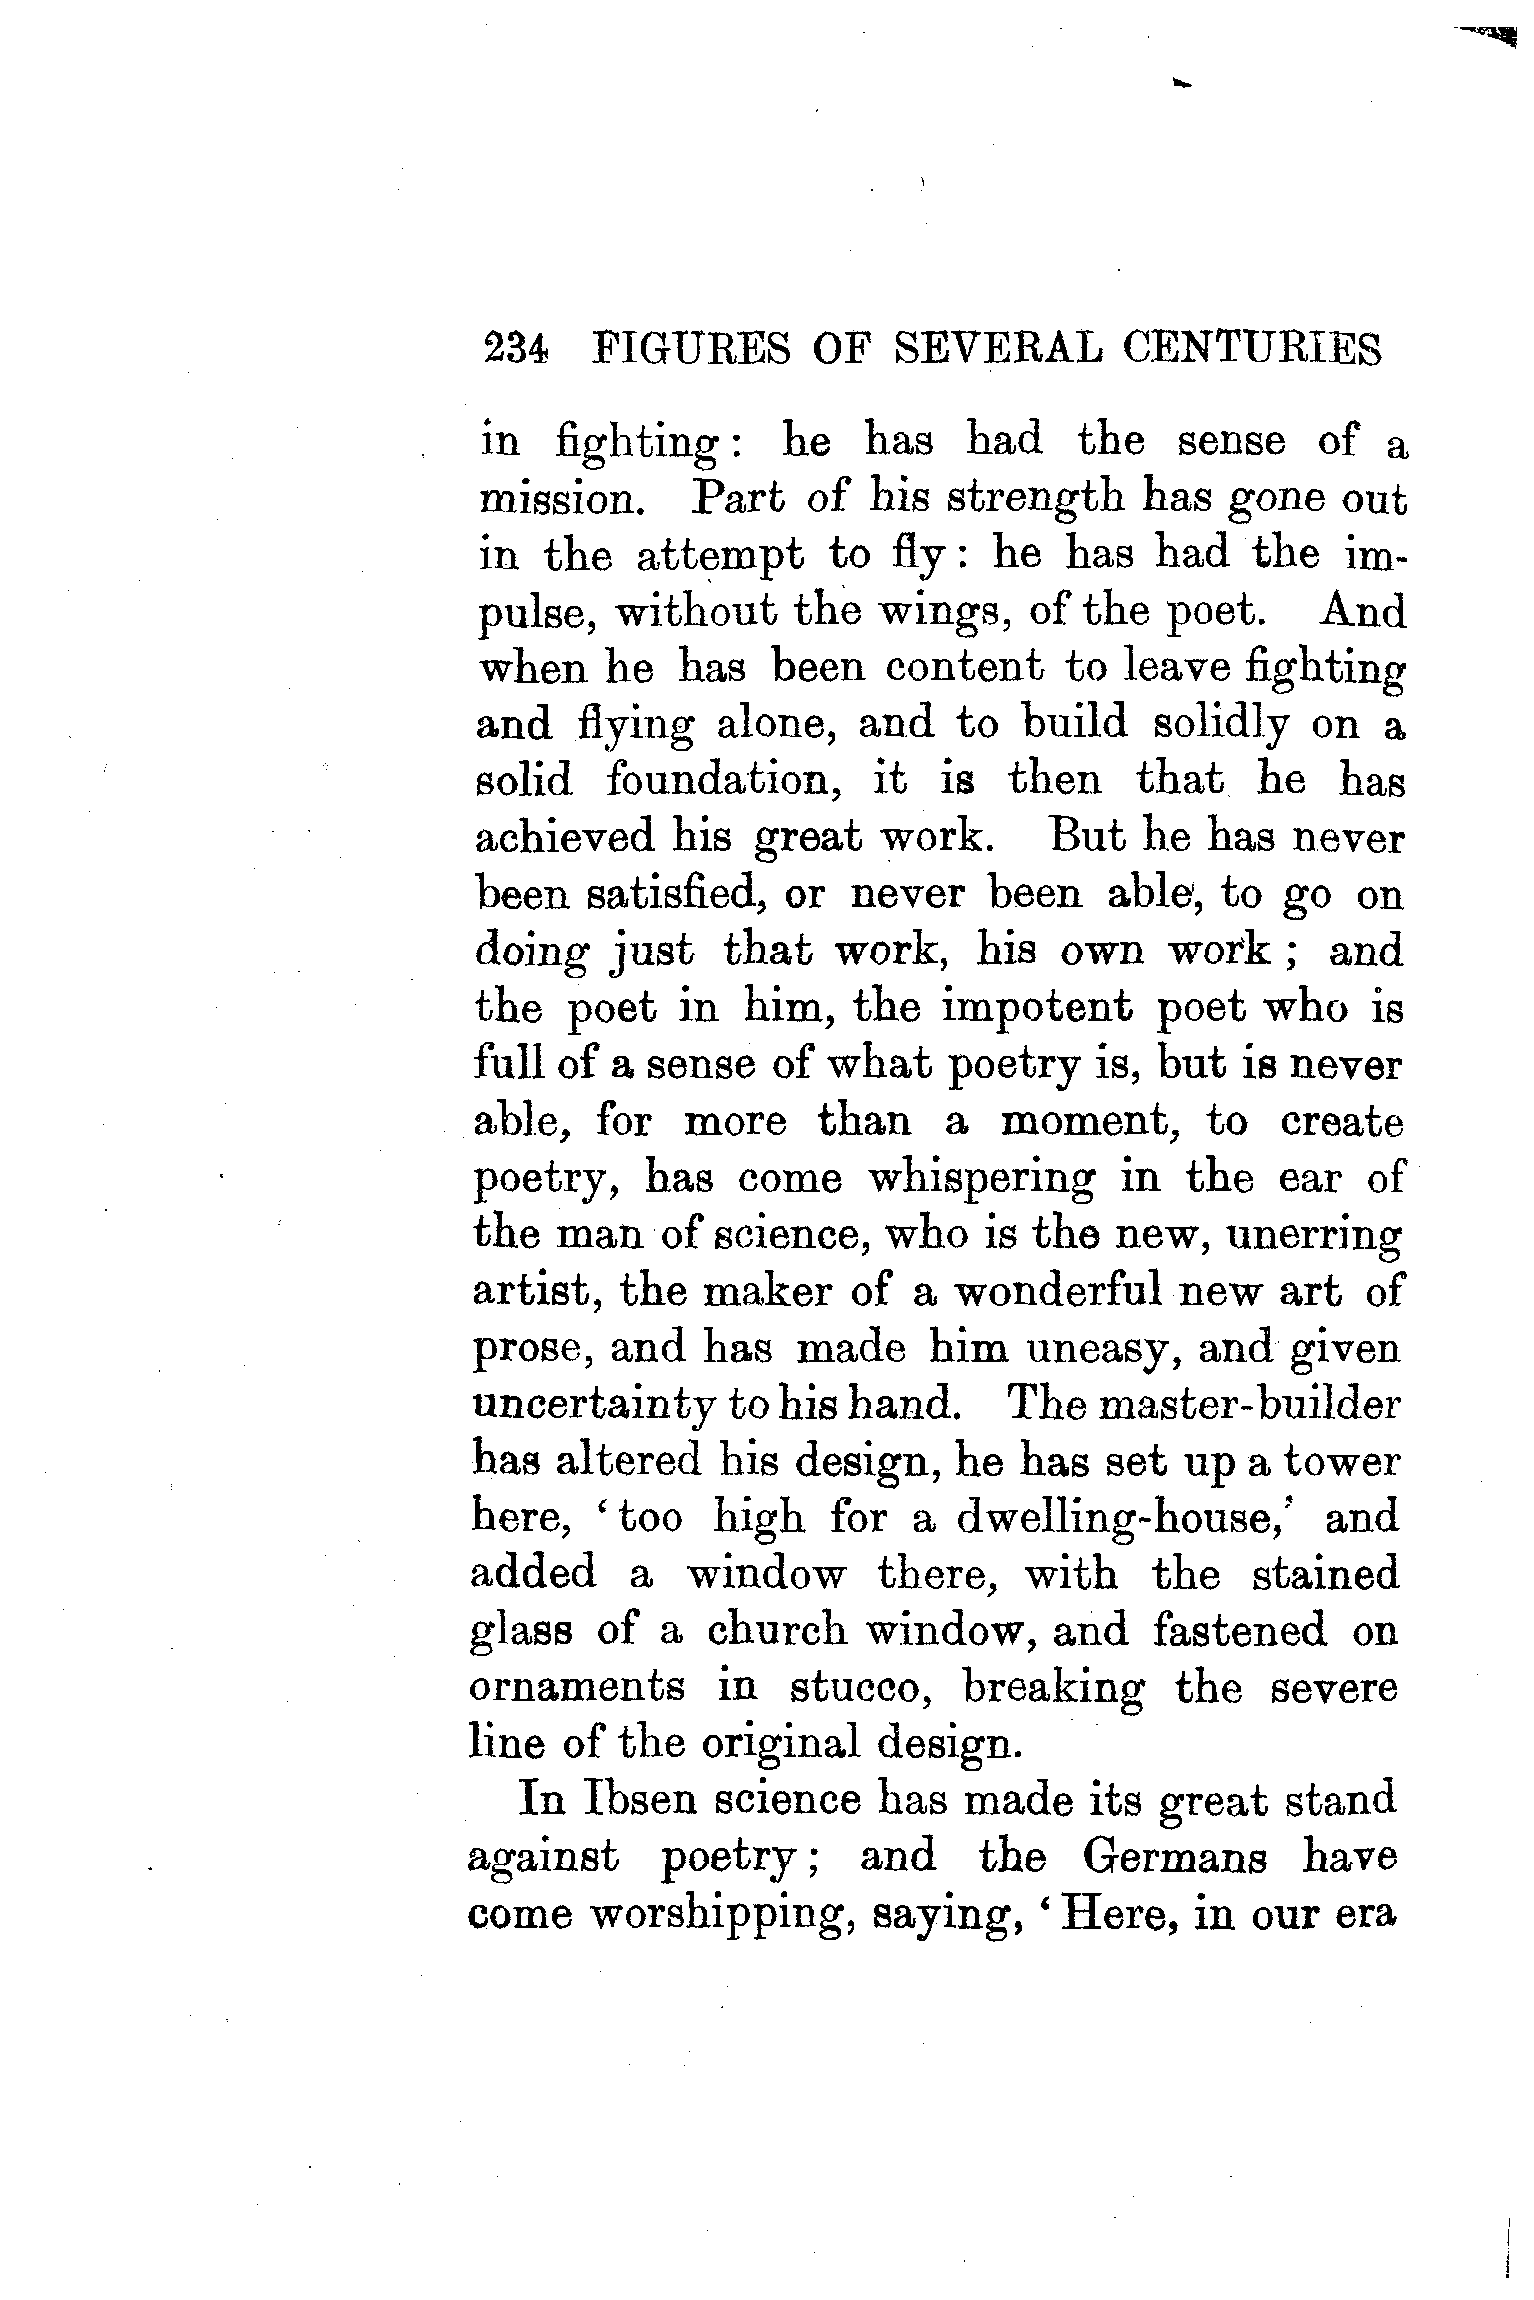 234 FIGURES OF SEVERAL CENTURIES
in fighting: he has had the sense of a
mission. Part of his strength has gone out
in the attempt to fly: he has had the im-
pulse, without the wings, of the poet. And
when he has been content to leave fighting
and flying alone, and to build solidly on a
solid foundation, it is then that he has
achieved his great work. But he has never
been satisfied, or never been able, to go on
doing just that work, his own work; and
the poet in him, the impotent poet who is
full of a sense of what poetry is, but is never
able, for more than a moment, to create
poetry, has come whispering in the ear of
the man of science, who is the new, unerring
artist, the maker of a wonderful new art of
prose, and has made him uneasy, and given
uncertainty to his hand. The master-builder
has altered his design, he has set up a tower
here, ‘too high for a dwelling-house,’ and
added a window there, with the stained
glass of a church window, and fastened on
ornaments in stucco, breaking the severe
line of the original design.
In Ibsen science has made its great stand
against poetry; and the Germans have
come worshipping, saying, ‘Here, in our era